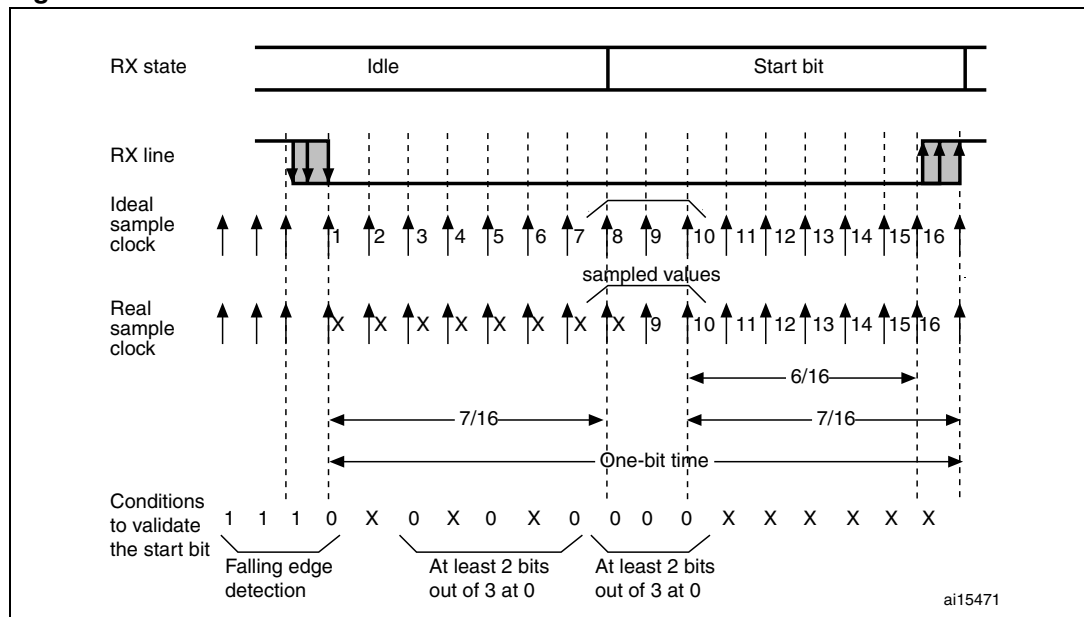 RX state Idle Start bit
RX line
Ideal
sample
clock
1 2 3 4 5 6 7 8 9 10 11 12 13 14 15 16
sampled values
Real
sample
clock
X X X X X X X X 9 10 11 12 13 14 15 16
6/16
7/16 7/16
One-bit time
Conditions
to validate
the start bit
1 1 1 0 X 0 X 0 X 0 0 0 0 X X X X X X
Falling edge
detection
At least 2 bits
out of 3 at 0
At least 2 bits
out of 3 at 0
ai15471